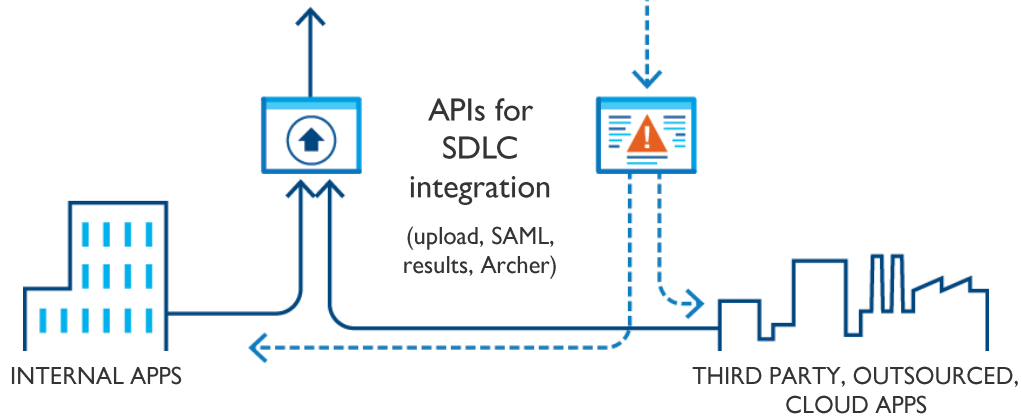 APIs for
SDLC
integration
(upload, SAML,
results, Archer)
!
INTERNAL APPS
THIRD PARTY, OUTSOURCED,
CLOUD APPS